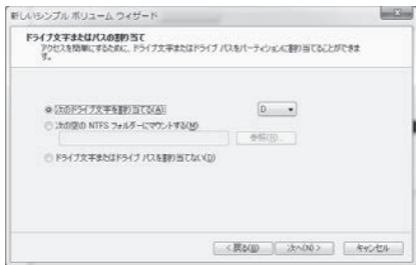 新しいシンプル ボリューム ウィザード
ドライブ文字またはパスの割り当て
アクセスを簡単にするために、ドライブ文字またはドライブ パスをパーティションに割り当てることができます。
次のドライブ文字を割り当てる(A):
D
次の空の NTFS フォルダーにマウントする(M):
参照(R)...
ドライブ文字またはドライブ パスを割り当てない(D)
< 戻る(B)
次へ(N) >
キャンセル